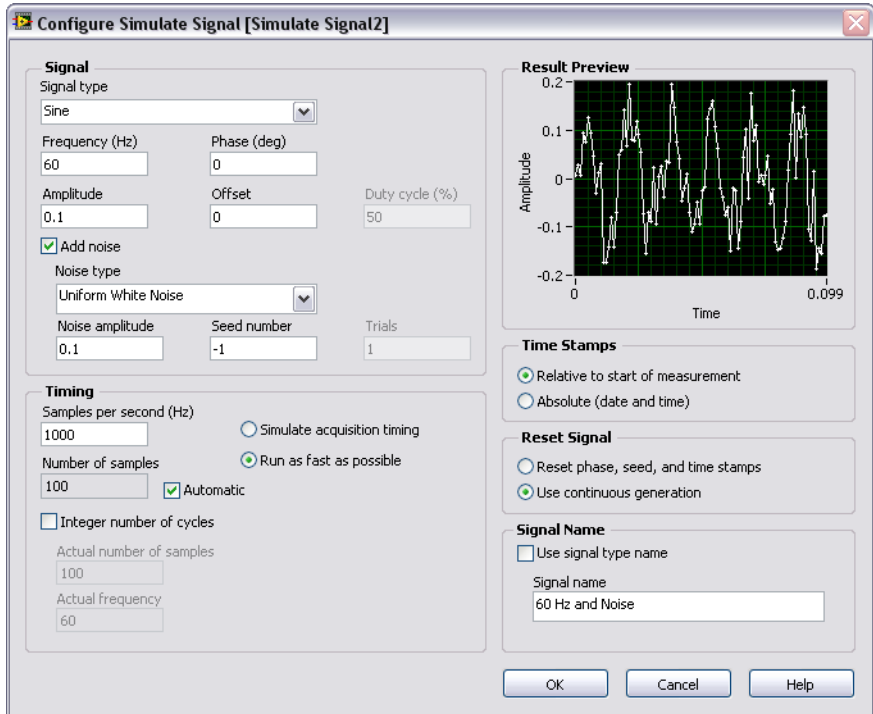 Configure Simulate Signal [Simulate Signal2]
Signal
Signal type
Sine
Frequency (Hz) Phase (deg)
60 0
Amplitude Offset Duty cycle (%)
0.1 0 50
Add noise
Noise type
Uniform White Noise
Noise amplitude Seed number Trials
0.1 -1 1
Timing
Samples per second (Hz)
1000
Simulate acquisition timing
Run as fast as possible
Number of samples
100
Automatic
Integer number of cycles
Actual number of samples
100
Actual frequency
60
Result Preview
Amplitude
0.2
0.1
0
-0.1
-0.2
0 0.099
Time
Time Stamps
Relative to start of measurement
Absolute (date and time)
Reset Signal
Reset phase, seed, and time stamps
Use continuous generation
Signal Name
Use signal type name
Signal name
60 Hz and Noise
OK Cancel Help